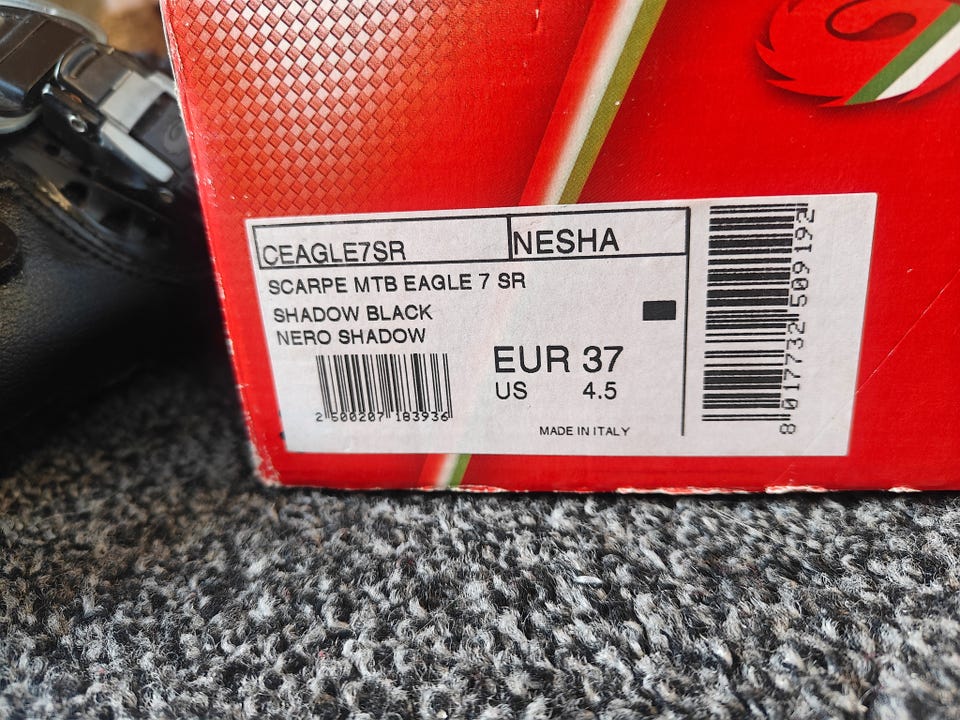 CEAGLE7SR
NESHA
SCARPE MTB EAGLE 7 SR
SHADOW BLACK
NERO SHADOW
EUR 37
US 4.5
2 500207 183936
MADE IN ITALY
8 017732 509192